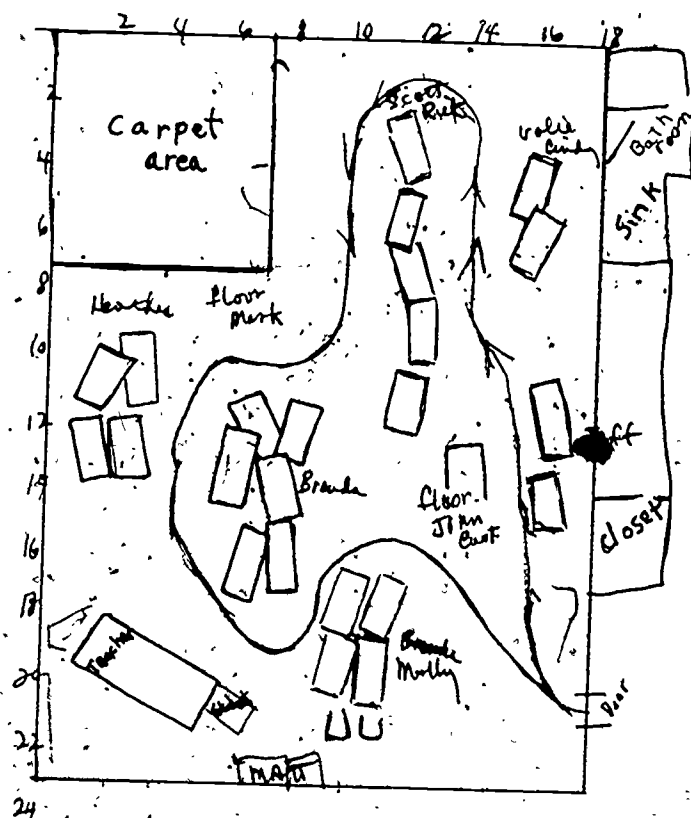 2 4 6 8 10 12 14 16 18
2
Scott
Rick
Carpet
area
Bath
room
4
Sink
6
8
Heather
floor
Mark
10
12
ff
14
Brenda
floor
John
closet
16
18
Teacher
Brenda
Molly
20
Door
22
24